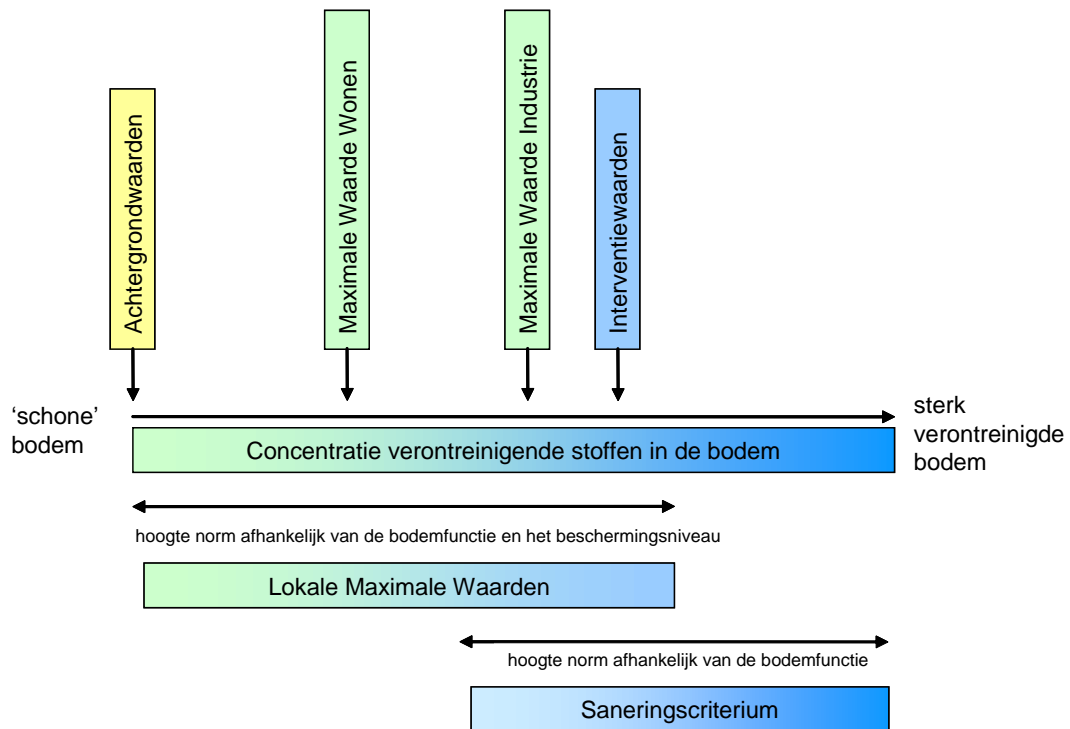 Achtergrondwaarden
Maximale Waarde Wonen
Maximale Waarde Industrie
Interventiewaarden
‘schone’
bodem
sterk
verontreinigde
bodem
Concentratie verontreinigende stoffen in de bodem
hoogte norm afhankelijk van de bodemfunctie en het beschermingsniveau
Lokale Maximale Waarden
hoogte norm afhankelijk van de bodemfunctie
Saneringscriterium